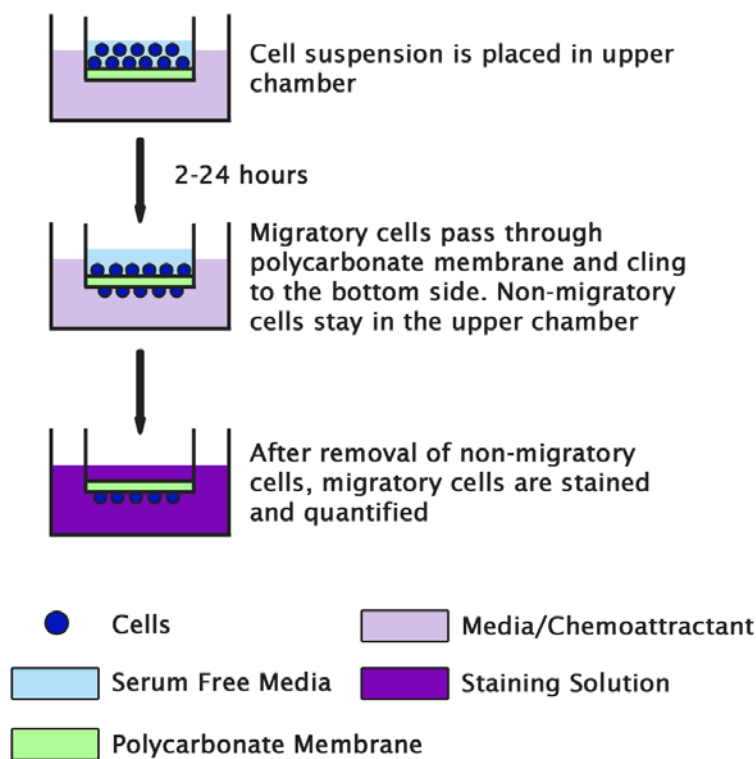 Cell suspension is placed in upper
chamber
2-24 hours
Migratory cells pass through
polycarbonate membrane and cling
to the bottom side. Non-migratory
cells stay in the upper chamber
After removal of non-migratory
cells, migratory cells are stained
and quantified
Cells
Media/Chemoattractant
Serum Free Media
Staining Solution
Polycarbonate Membrane